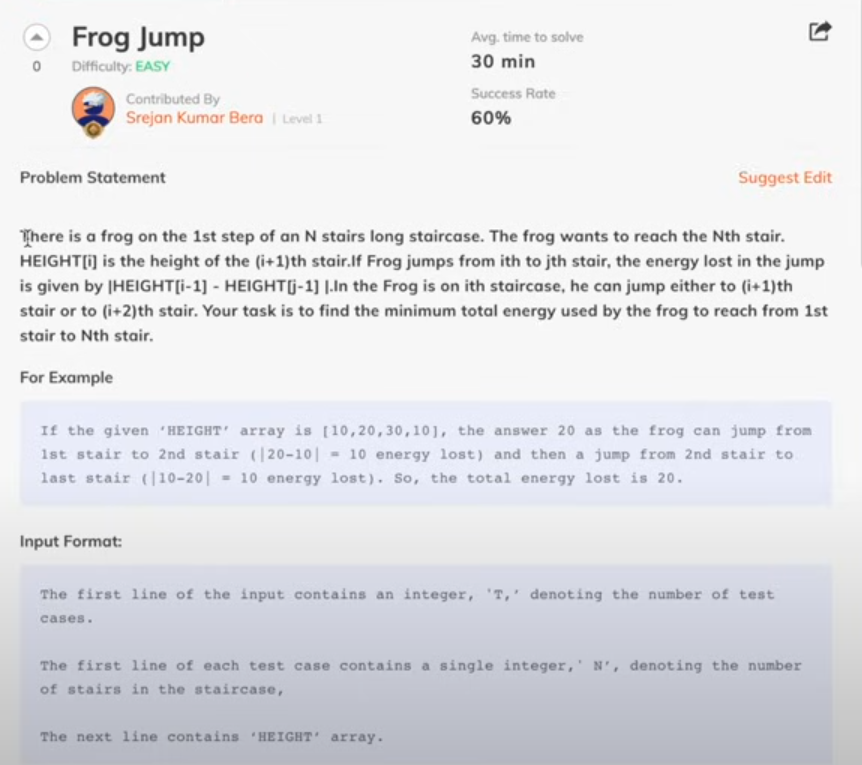 Frog Jump
0
Difficulty: EASY
Contributed By
Srejan Kumar Bera | Level 1
Avg. time to solve
30 min
Success Rate
60%
Problem Statement
Suggest Edit
There is a frog on the 1st step of an N stairs long staircase. The frog wants to reach the Nth stair.
HEIGHT[i] is the height of the (i+1)th stair.If Frog jumps from ith to jth stair, the energy lost in the jump
is given by |HEIGHT[i-1] - HEIGHT[j-1] |.In the Frog is on ith staircase, he can jump either to (i+1)th
stair or to (i+2)th stair. Your task is to find the minimum total energy used by the frog to reach from 1st
stair to Nth stair.
For Example
If the given ‘HEIGHT’ array is [10,20,30,10], the answer 20 as the frog can jump from
1st stair to 2nd stair (|20-10| = 10 energy lost) and then a jump from 2nd stair to
last stair (|10-20| = 10 energy lost). So, the total energy lost is 20.
Input Format:
The first line of the input contains an integer, 'T,' denoting the number of test
cases.
The first line of each test case contains a single integer,' N', denoting the number
of stairs in the staircase,
The next line contains ‘HEIGHT’ array.